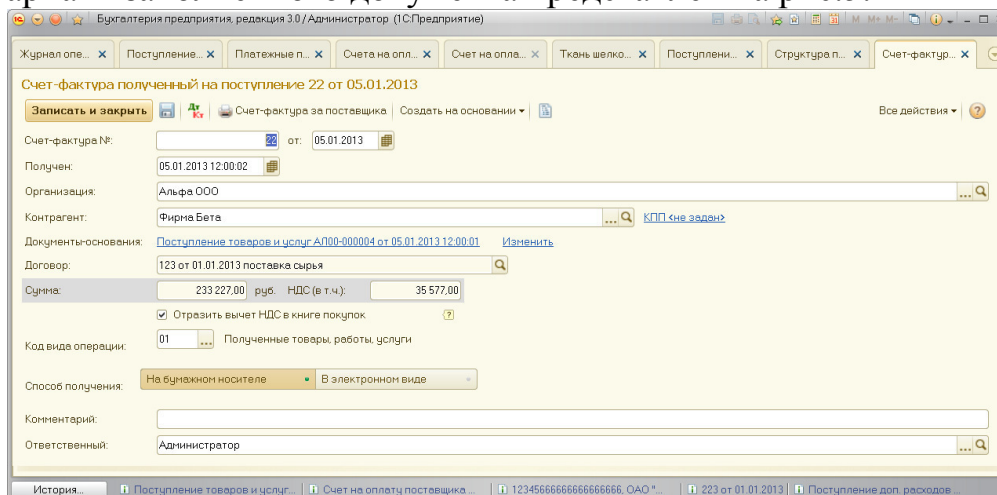 Бухгалтерия предприятия, редакция 3.0 / Администратор (1С:Предприятие) M M+ M-
Журнал опе... Поступление... Платежные п... Счета на опл... Счет на опла... Ткань шелко... Поступлени... Структура п... Счет-фактур...
Счет-фактура полученный на поступление 22 от 05.01.2013
Записать и закрыть Дт Кт Счет-фактура за поставщика Создать на основании Все действия ?
Счет-фактура №: 22 от: 05.01.2013
Получен: 05.01.2013 12:00:02
Организация: Альфа ООО ...
Контрагент: Фирма Бета ... КПП <не задан>
Документы-основания: Поступление товаров и услуг АЛ00-000004 от 05.01.2013 12:00:01 Изменить
Договор: 123 от 01.01.2013 поставка сырья
Сумма: 233 227,00 руб. НДС (в т.ч.): 35 577,00
Отразить вычет НДС в книге покупок ?
Код вида операции: 01 ... Полученные товары, работы, услуги
Способ получения: На бумажном носителе В электронном виде
Комментарий:
Ответственный: Администратор ...
История... Поступление товаров и услуг... Счет на оплату поставщика ... 12345666666666666666, ОАО "... 223 от 01.01.2013 Поступление доп. расходов ...